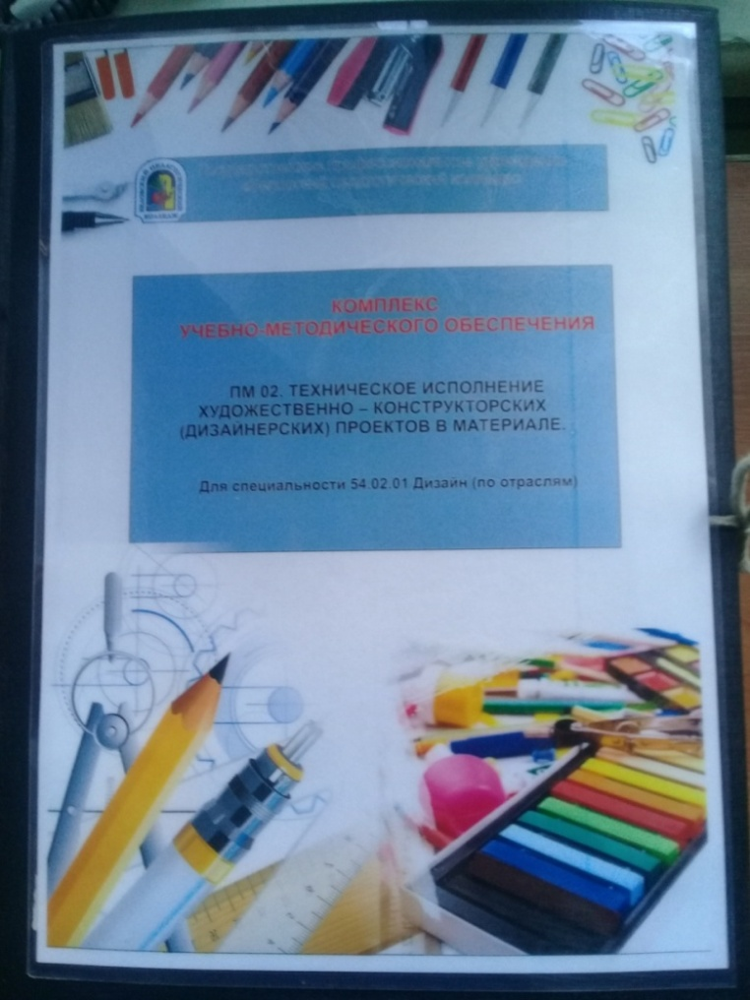 КОМПЛЕКС
УЧЕБНО-МЕТОДИЧЕСКОГО ОБЕСПЕЧЕНИЯ
ПМ 02. ТЕХНИЧЕСКОЕ ИСПОЛНЕНИЕ
ХУДОЖЕСТВЕННО – КОНСТРУКТОРСКИХ
(ДИЗАЙНЕРСКИХ) ПРОЕКТОВ В МАТЕРИАЛЕ.
Для специальности 54.02.01 Дизайн (по отраслям)